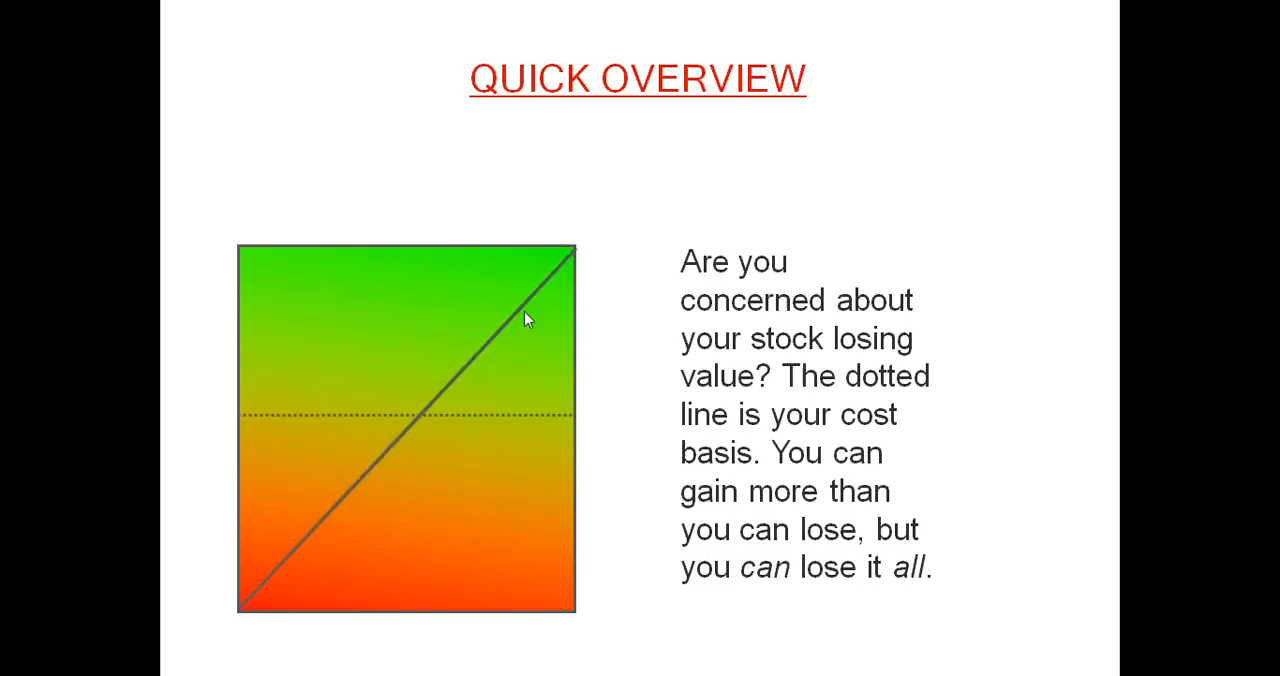 QUICK OVERVIEW
Are you
concerned about
your stock losing
value? The dotted
line is your cost
basis. You can
gain more than
you can lose, but
you can lose it all.